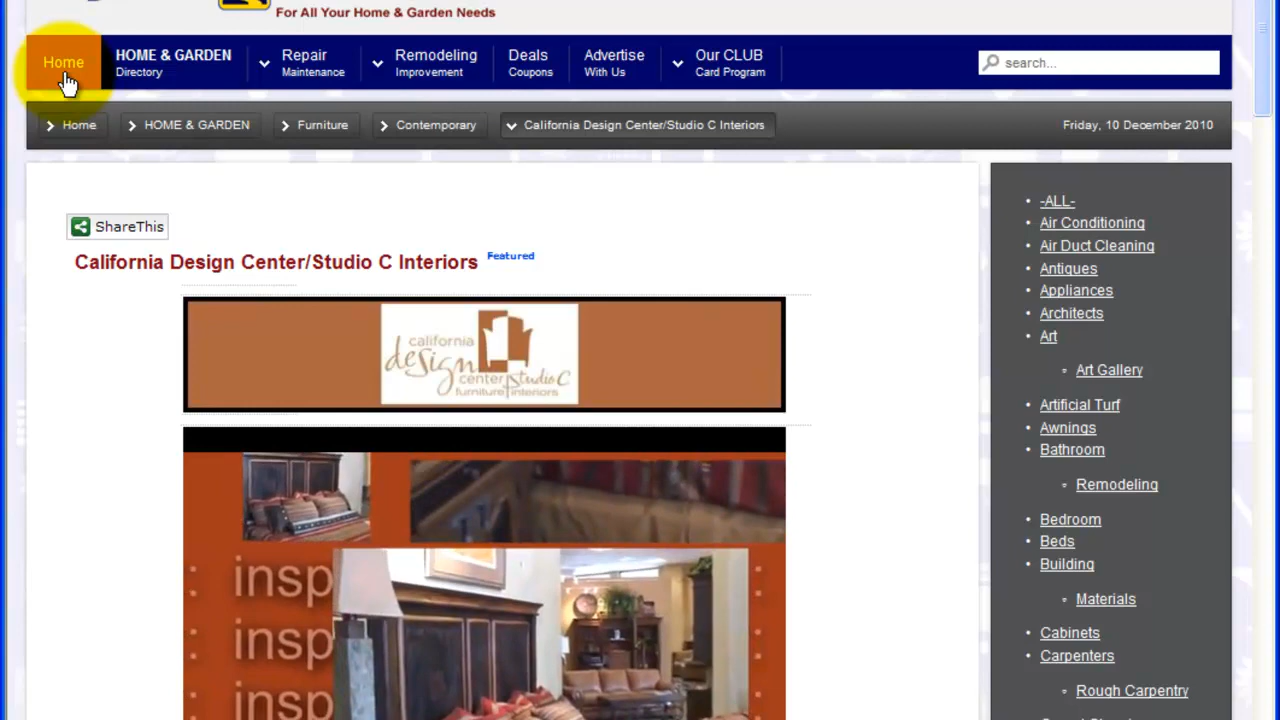 For All Your Home & Garden Needs
Home
HOME & GARDEN
Directory
Repair
Maintenance
Remodeling
Improvement
Deals
Coupons
Advertise
With Us
Our CLUB
Card Program
search...
Home
HOME & GARDEN
Furniture
Contemporary
California Design Center/Studio C Interiors
Friday, 10 December 2010
ShareThis
California Design Center/Studio C Interiors Featured
california
design
center studio C
furniture interiors
: insp :
: insp :
: insp :
-ALL-
Air Conditioning
Air Duct Cleaning
Antiques
Appliances
Architects
Art
Art Gallery
Artificial Turf
Awnings
Bathroom
Remodeling
Bedroom
Beds
Building
Materials
Cabinets
Carpenters
Rough Carpentry